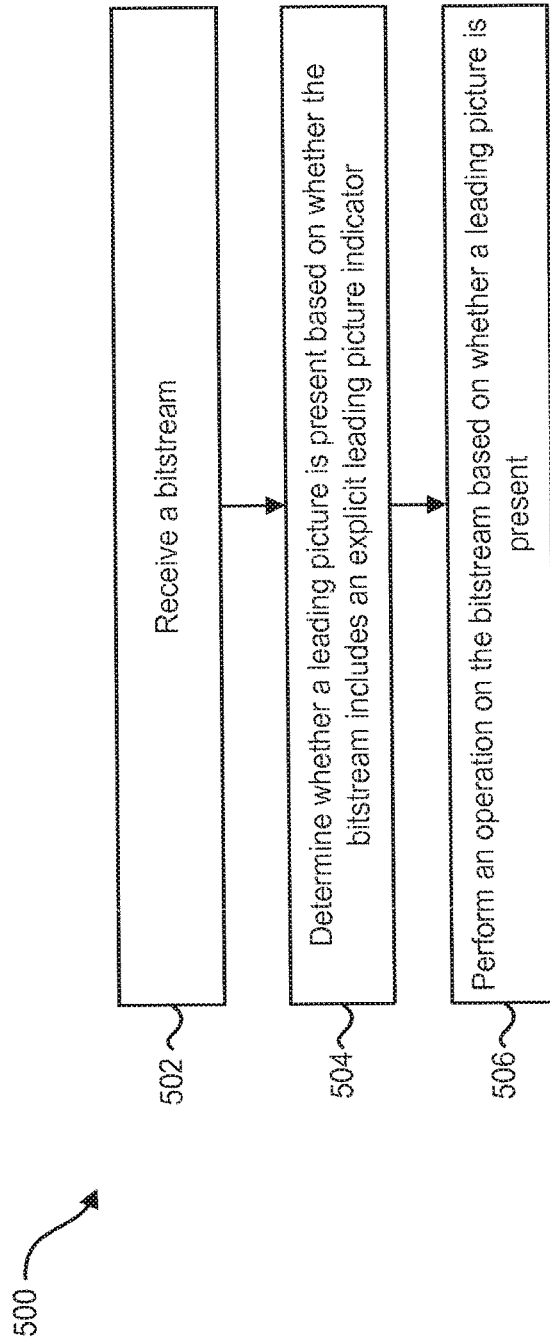 500
502
Receive a bitstream
504
Determine whether a leading picture is present based on whether the
bitstream includes an explicit leading picture indicator
506
Perform an operation on the bitstream based on whether a leading picture is
present